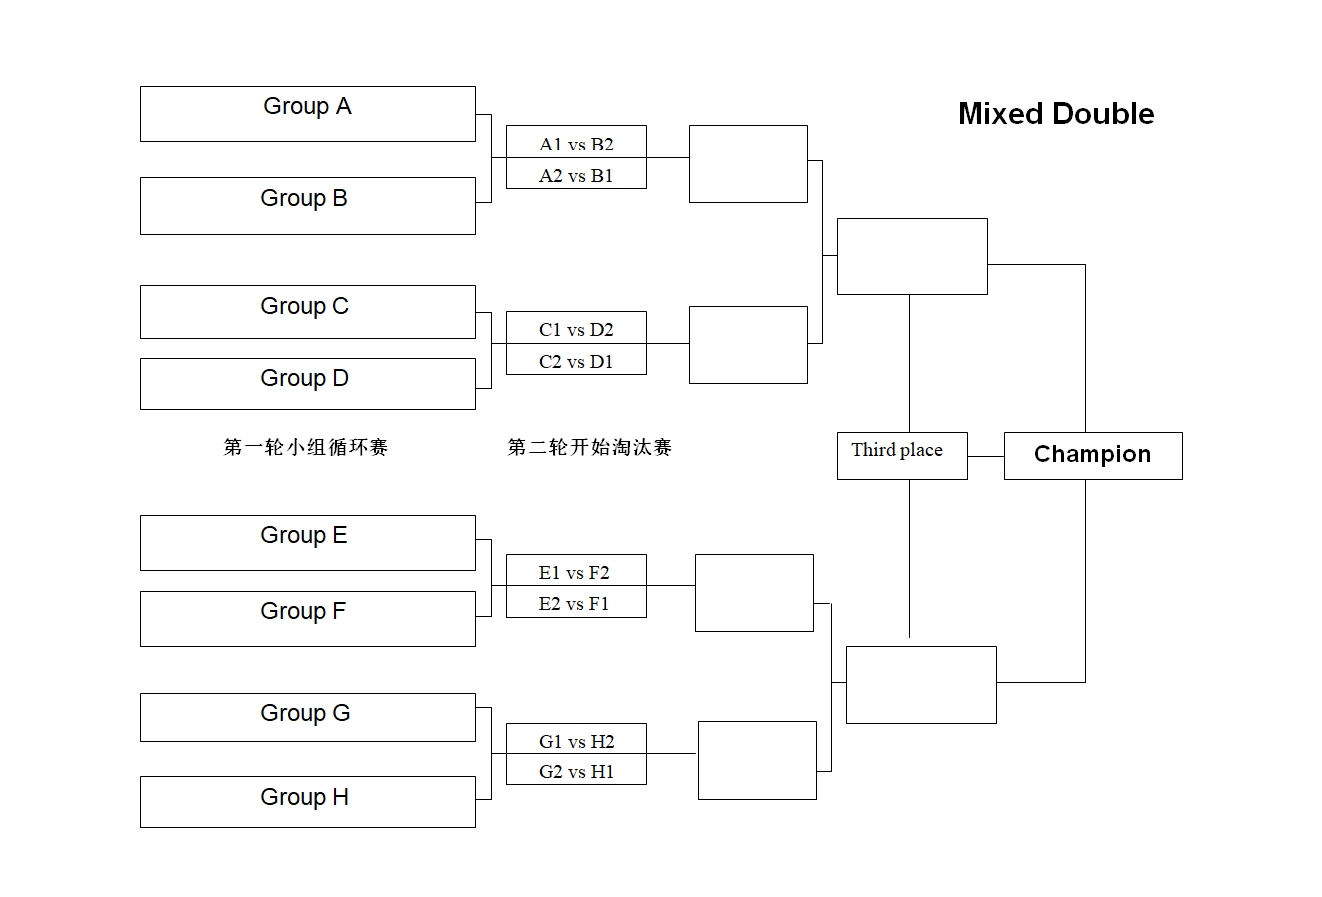 Mixed Double
Group A
A1 vs B2
A2 vs B1
Group B
Group C
C1 vs D2
C2 vs D1
Group D
第一轮小组循环赛
第二轮开始淘汰赛
Third place
Champion
Group E
E1 vs F2
E2 vs F1
Group F
Group G
G1 vs H2
G2 vs H1
Group H